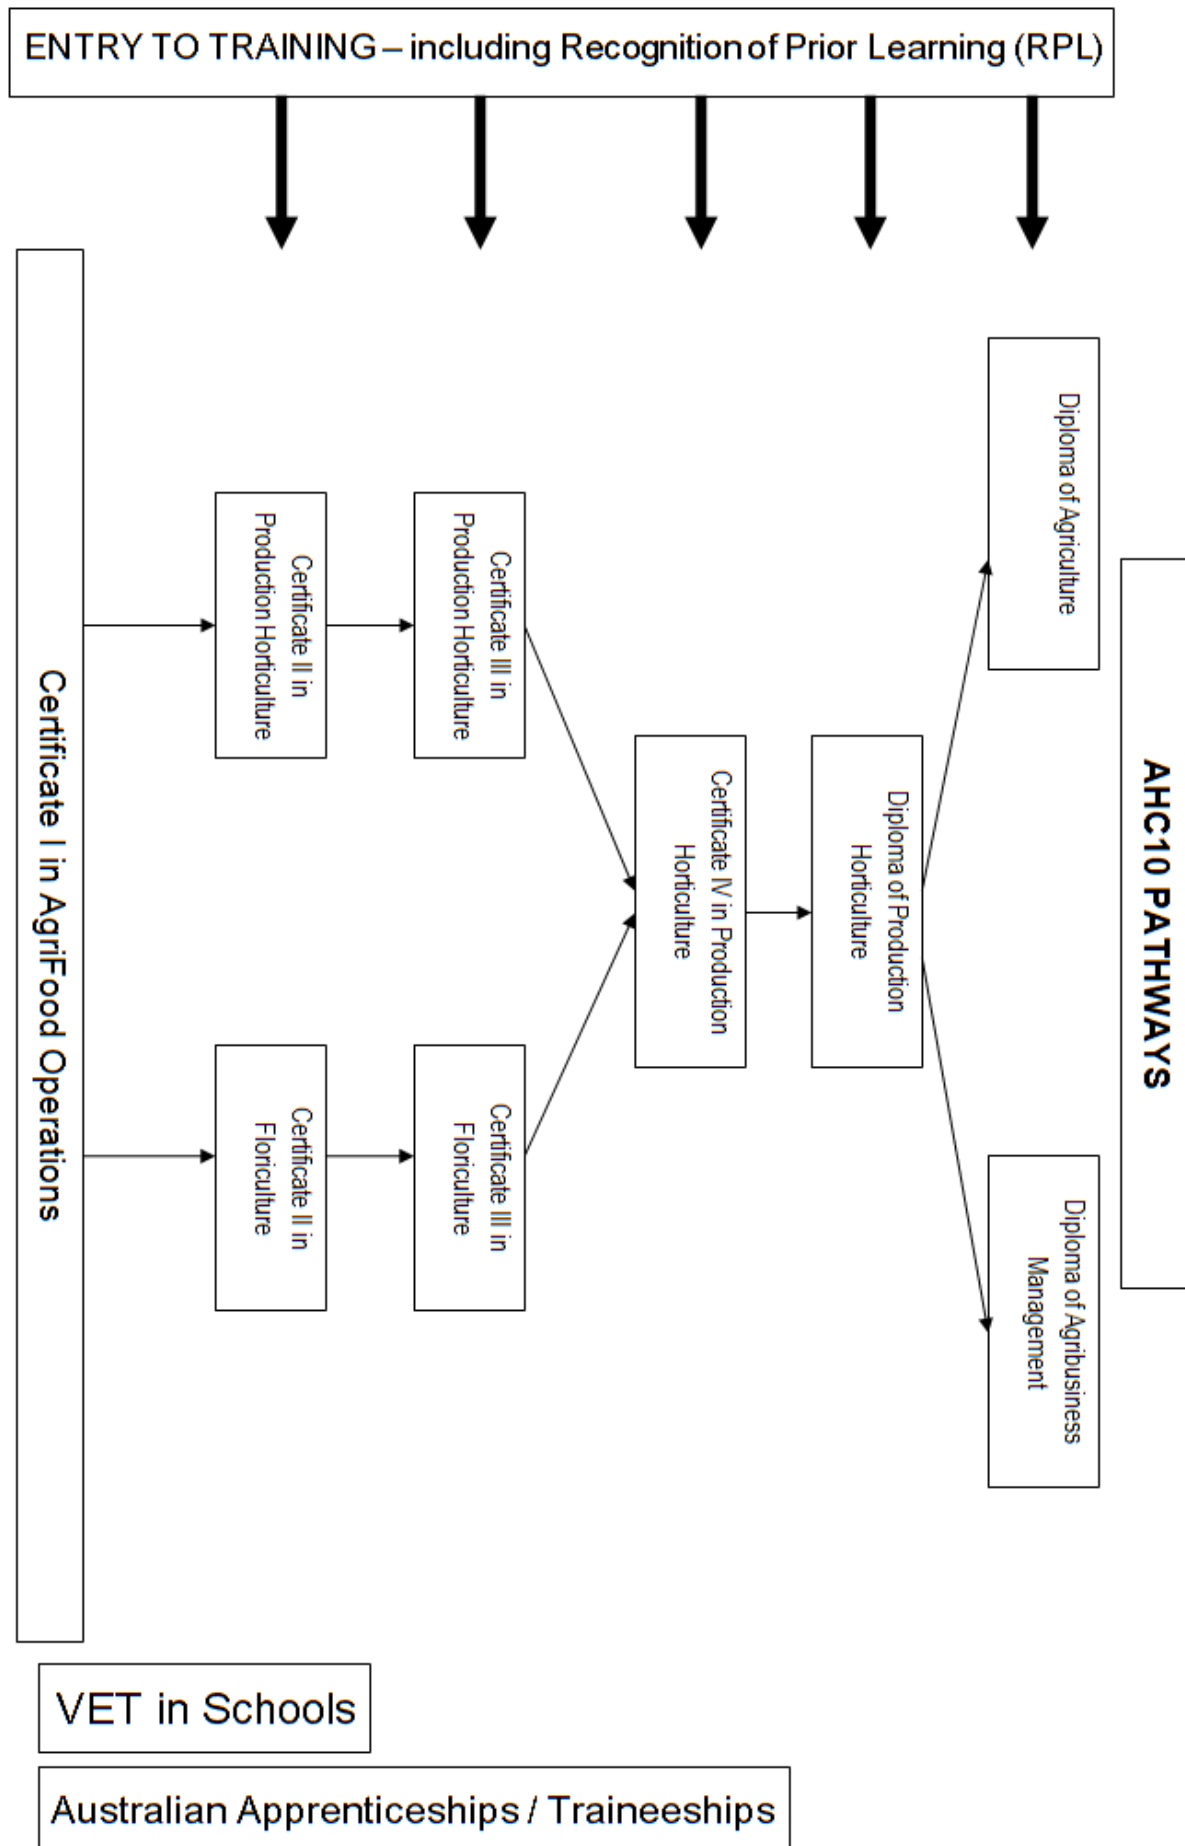 ENTRY TO TRAINING – including Recognition of Prior Learning (RPL)
AHC10 PATHWAYS
Diploma of Agriculture
Diploma of Agribusiness
Management
Diploma of Production
Horticulture
Certificate IV in Production
Horticulture
Certificate III in
Production Horticulture
Certificate III in
Floriculture
Certificate II in
Production Horticulture
Certificate II in
Floriculture
Certificate I in AgriFood Operations
VET in Schools
Australian Apprenticeships / Traineeships